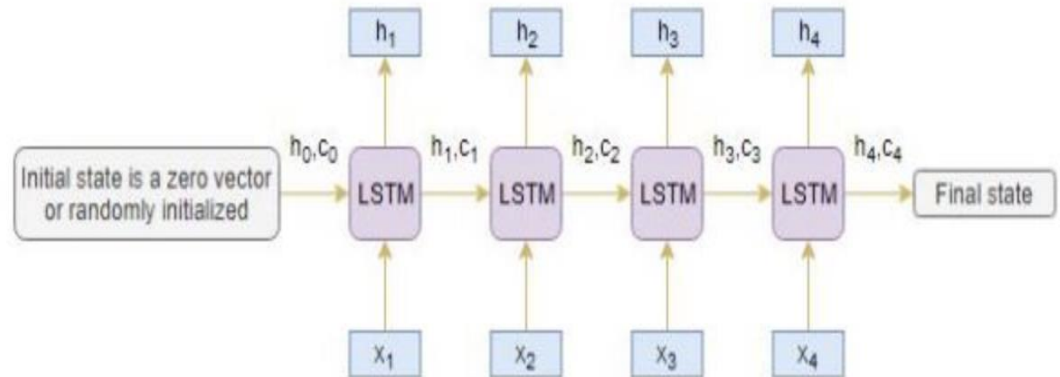 h₁
h₂
h₃
h₄
h₀,c₀
h₁,c₁
h₂,c₂
h₃,c₃
h₄,c₄
Initial state is a zero vector
or randomly initialized
LSTM
LSTM
LSTM
LSTM
Final state
x₁
x₂
x₃
x₄